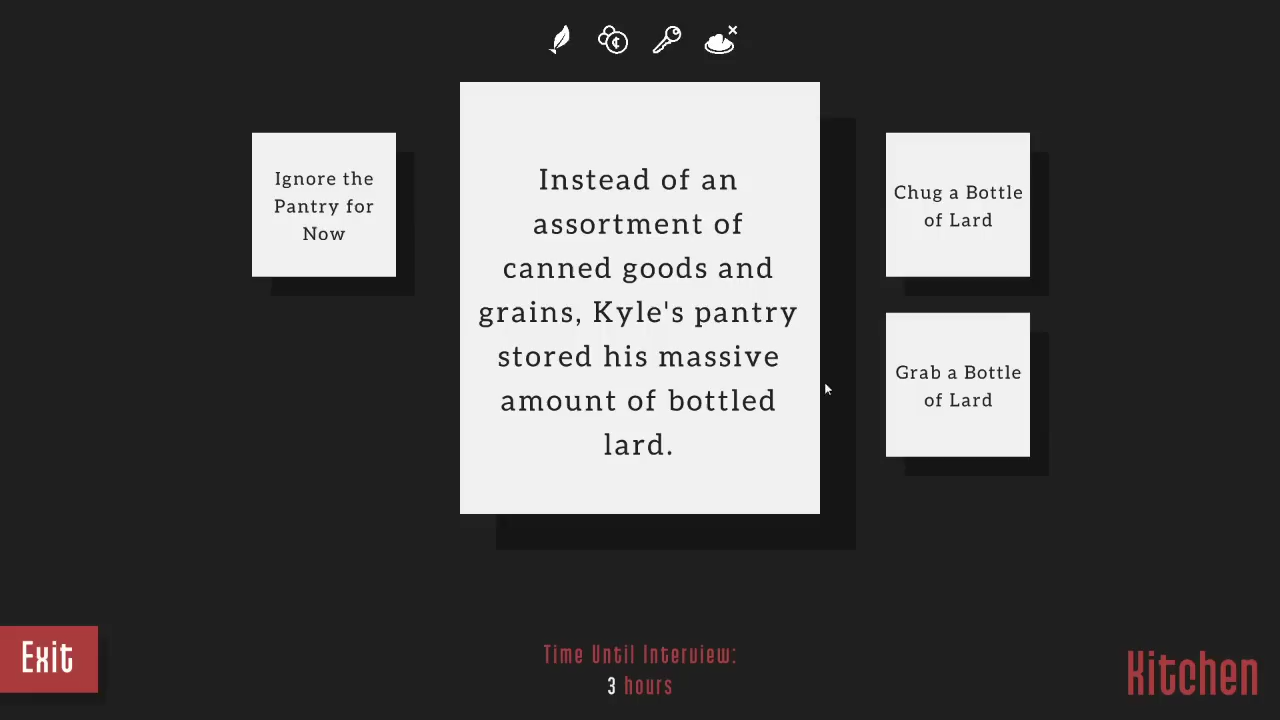 Ignore the
Pantry for
Now
Instead of an
assortment of
canned goods and
grains, Kyle's pantry
stored his massive
amount of bottled
lard.
Chug a Bottle
of Lard
Grab a Bottle
of Lard
Exit
Time Until Interview:
3 hours
Kitchen